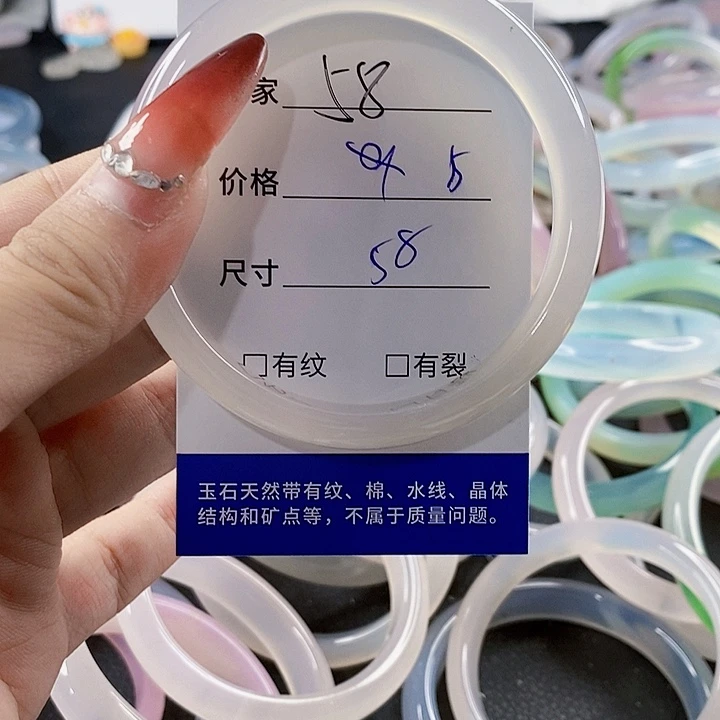 家 58
价格 5
尺寸 58
□有纹 □有裂
玉石天然带有纹、棉、水线、晶体
结构和矿点等，不属于质量问题。